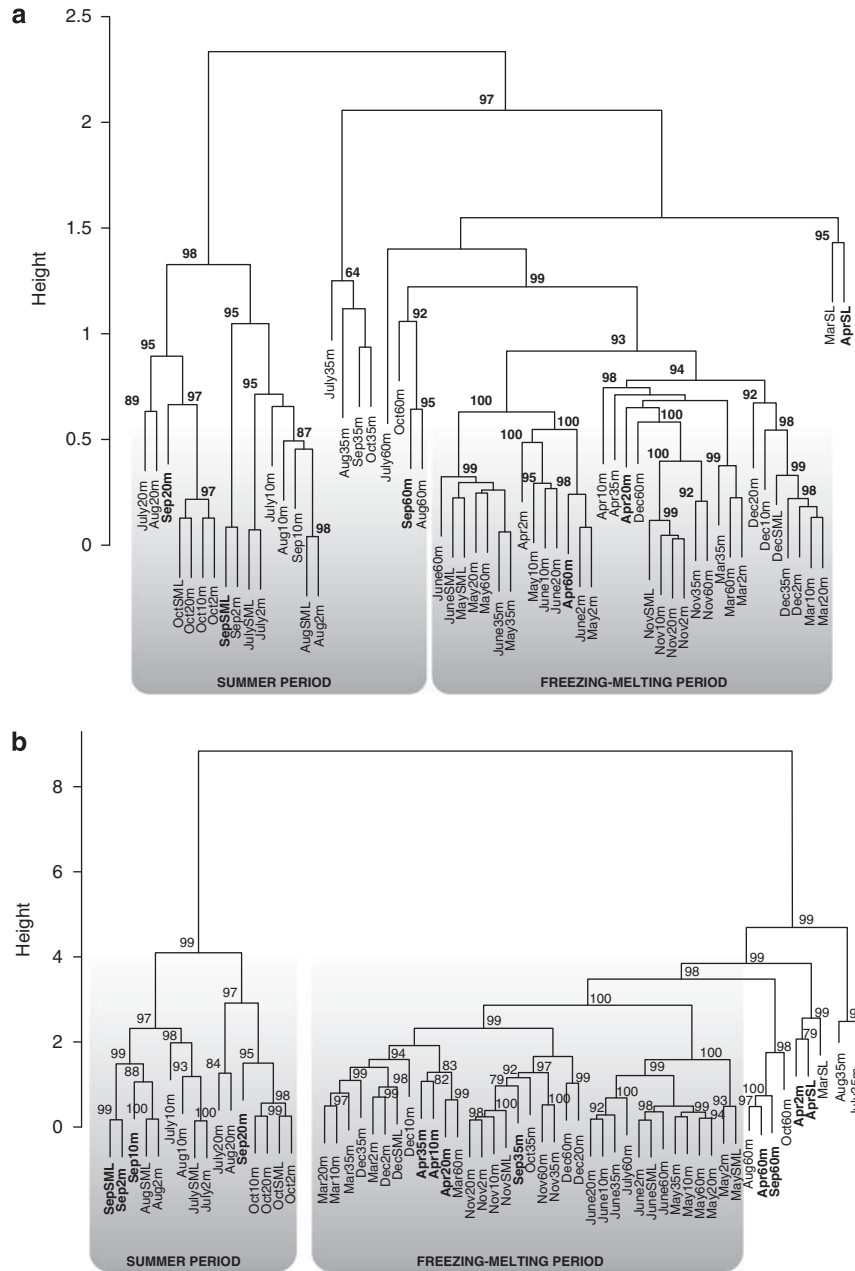 a
2.5
2
1.5
1
0.5
0
Height
97
98
95
64
99
92
95
93
95
97
89
95
87
97
98
100
94
98
92
100
100
100
98
99
99
95
98
100
99
92
99
98
July20m
Aug20m
Sep20m
OctSML
Oct20m
Oct10m
Oct2m
SepSML
Sep2m
JulySML
July2m
July10m
Aug10m
Sep10m
AugSML
Aug2m
July35m
Aug35m
Sep35m
Oct35m
July60m
Oct60m
Sep60m
Aug60m
June60m
JuneSML
MaySML
May20m
May60m
June35m
May35m
Apr2m
May10m
June10m
June20m
Apr60m
June2m
May2m
Apr10m
Apr35m
Apr20m
Dec60m
NovSML
Nov10m
Nov20m
Nov2m
Nov35m
Nov60m
Mar35m
Mar60m
Mar2m
Dec20m
Dec10m
DecSML
Dec35m
Dec2m
Mar10m
Mar20m
MarSL
AprSL
SUMMER PERIOD
FREEZING-MELTING PERIOD
b
8
6
4
2
0
Height
99
99
99
98
97
97
100
99
98
99
88
93
84
95
98
99
99
100
100
94
83
99
98
97
99
82
99
92
97
79
99
98
100
100
100
99
100
92
98
99
94
93
98
100
97
99
79
SepSML
Sep2m
Sep10m
AugSML
Aug2m
July10m
Aug10m
JulySML
July2m
July20m
Aug20m
Sep20m
Oct10m
Oct20m
OctSML
Oct2m
Mar20m
Mar10m
Mar35m
Dec35m
Mar2m
Dec2m
DecSML
Dec10m
Apr35m
Apr10m
Apr20m
Mar60m
Nov20m
Nov2m
Nov10m
NovSML
Sep35m
Oct35m
Nov60m
Nov35m
Dec60m
Dec20m
June20m
June10m
June35m
July60m
June2m
JuneSML
June60m
May35m
May10m
May60m
May20m
May2m
MaySML
Aug60m
Apr60m
Sep60m
Oct60m
Apr2m
AprSL
MarSL
Aug35m
SUMMER PERIOD
FREEZING-MELTING PERIOD